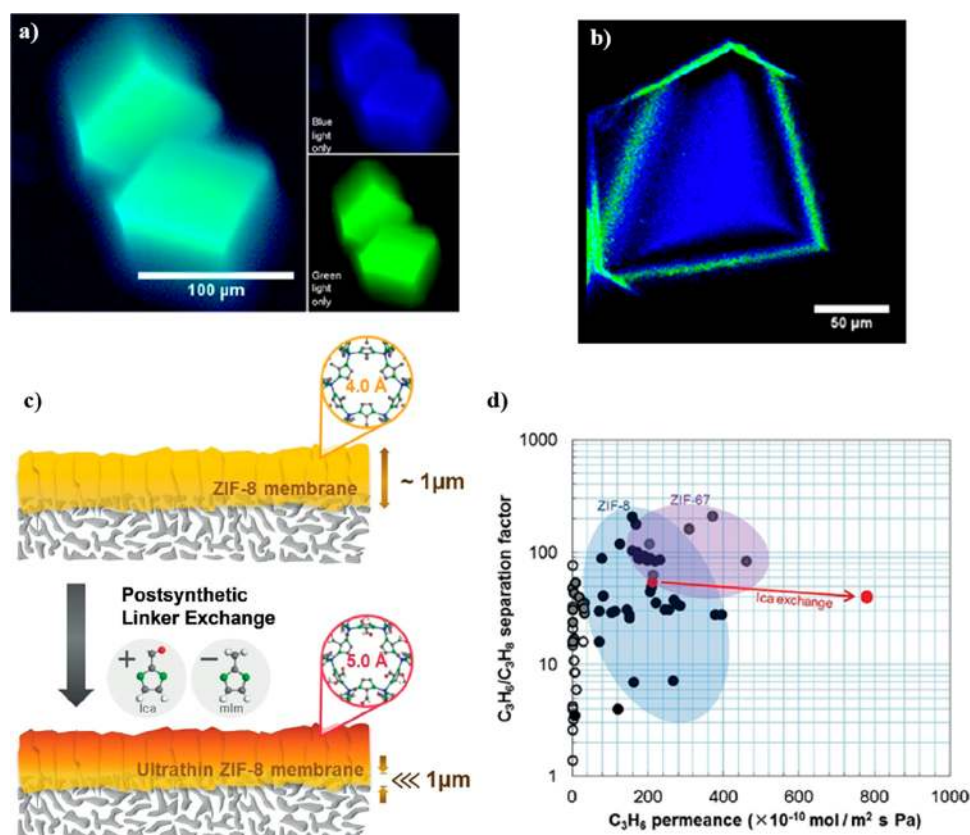 a)
Blue
light
only
Green
light
only
100 µm
b)
50 µm
c)
4.0 Å
ZIF-8 membrane
~ 1µm
Postsynthetic
Linker Exchange
+
−
Ica
mIm
5.0 Å
Ultrathin ZIF-8 membrane
<<< 1µm
d)
C₃H₆/C₃H₈ separation factor
1000
100
10
1
ZIF-8
ZIF-67
Ica exchange
0
200
400
600
800
1000
C₃H₆ permeance (×10⁻¹⁰ mol / m² s Pa)